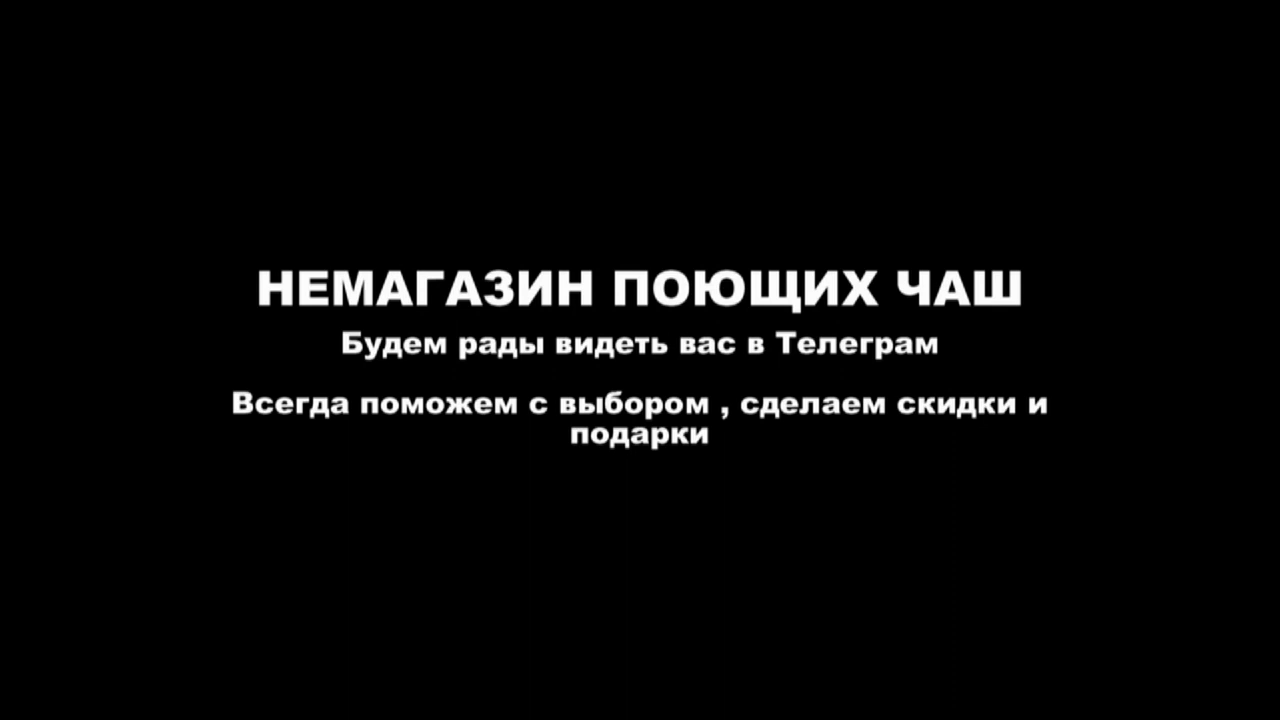 НЕМАГАЗИН ПОЮЩИХ ЧАШ
Будем рады видеть вас в Телеграм
Всегда поможем с выбором , сделаем скидки и
подарки